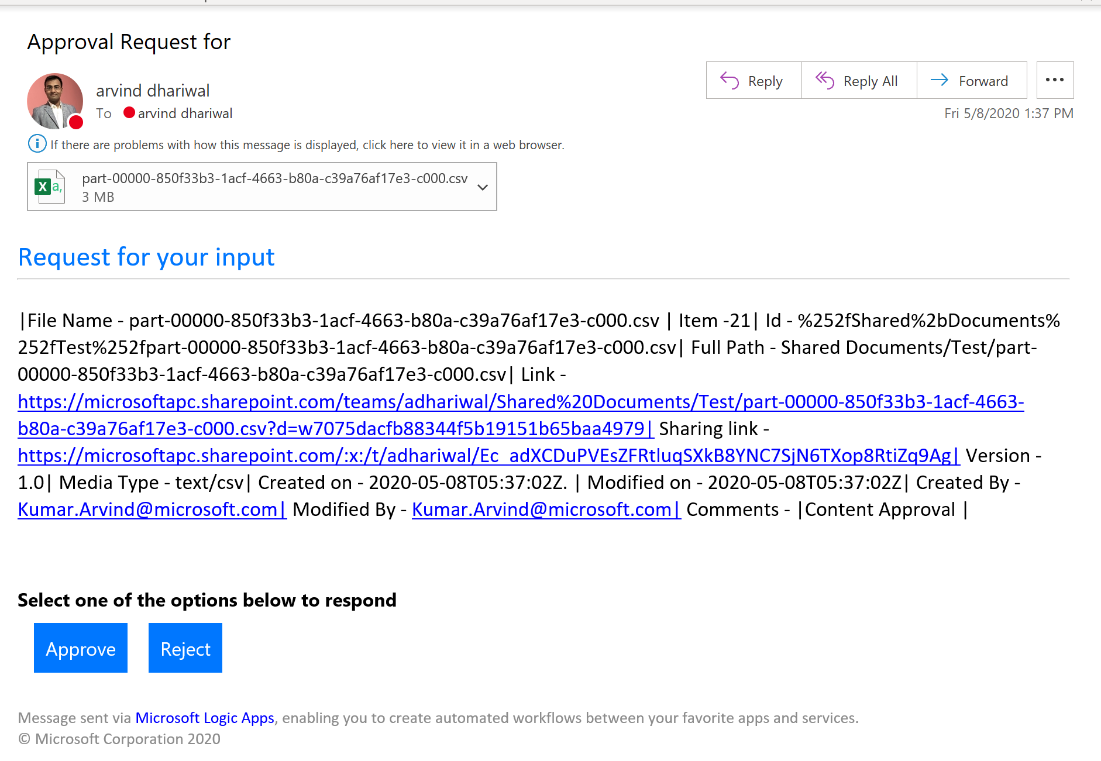 Approval Request for
arvind dhariwal
Reply
Reply All
Forward
To arvind dhariwal
Fri 5/8/2020 1:37 PM
If there are problems with how this message is displayed, click here to view it in a web browser.
part-00000-850f33b3-1acf-4663-b80a-c39a76af17e3-c000.csv
3 MB
Request for your input
|File Name - part-00000-850f33b3-1acf-4663-b80a-c39a76af17e3-c000.csv | Item -21| Id - %252fShared%2bDocuments%
252fTest%252fpart-00000-850f33b3-1acf-4663-b80a-c39a76af17e3-c000.csv| Full Path - Shared Documents/Test/part-
00000-850f33b3-1acf-4663-b80a-c39a76af17e3-c000.csv| Link -
https://microsoftapc.sharepoint.com/teams/adhariwal/Shared%20Documents/Test/part-00000-850f33b3-1acf-4663-
b80a-c39a76af17e3-c000.csv?d=w7075dacfb88344f5b19151b65baa4979| Sharing link -
https://microsoftapc.sharepoint.com/:x:/t/adhariwal/Ec_adXCDuPVEsZFRtluqSXkB8YNC7SjN6TXop8RtiZq9Ag| Version -
1.0| Media Type - text/csv| Created on - 2020-05-08T05:37:02Z. | Modified on - 2020-05-08T05:37:02Z| Created By -
Kumar.Arvind@microsoft.com| Modified By - Kumar.Arvind@microsoft.com| Comments - |Content Approval |
Select one of the options below to respond
Approve
Reject
Message sent via Microsoft Logic Apps, enabling you to create automated workflows between your favorite apps and services.
© Microsoft Corporation 2020